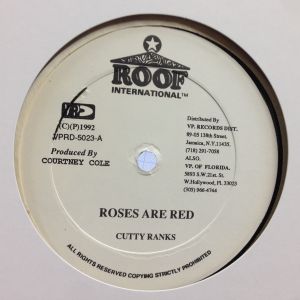 ROOF
INTERNATIONAL™
VP
(C)(P)1992
VPRD-5023-A
Produced By
COURTNEY COLE
Distributed By
VP. RECORDS DIST.
89-05 138th Street,
Jamaica, N.Y.11435.
(718) 291-7058
ALSO.
VP. OF FLORIDA.
5893 S.W.21st. St.
W.Hollywood, Fl. 33023
(305) 966-4744
ROSES ARE RED
CUTTY RANKS
ALL RIGHTS RESERVED COPYING STRICTLY PROHIBITED